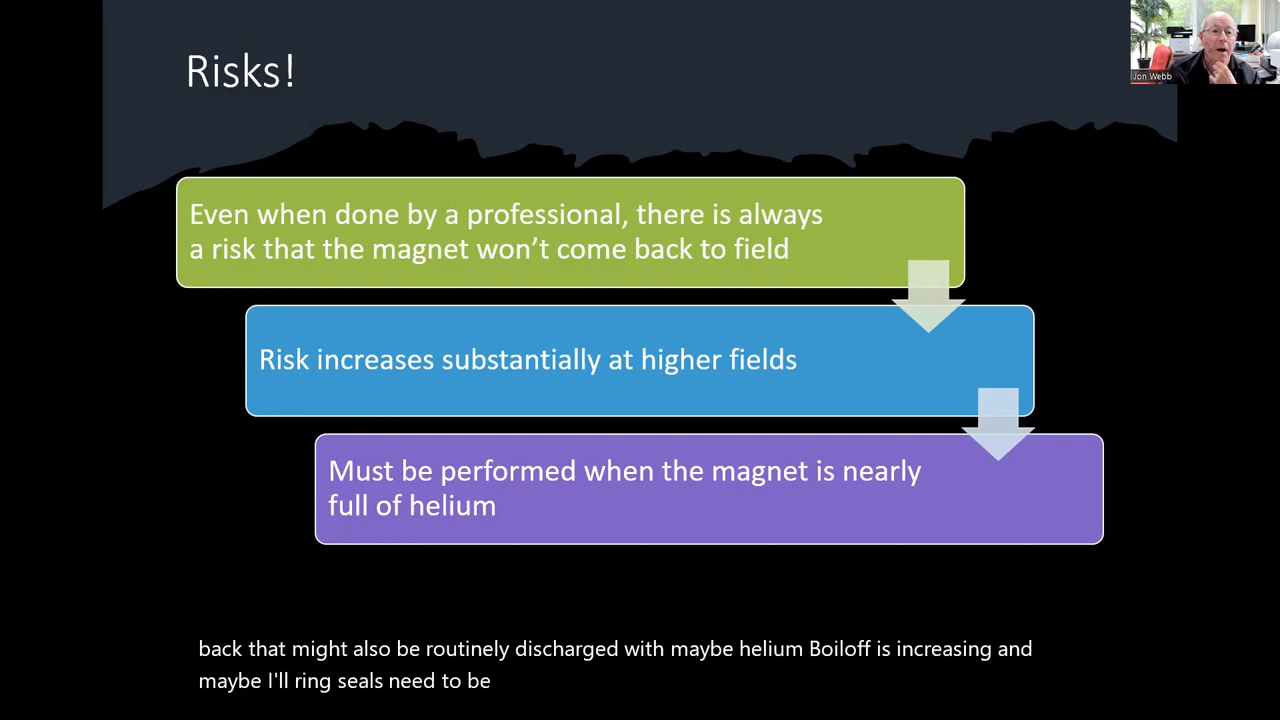 Risks!
Jon Webb
Even when done by a professional, there is always
a risk that the magnet won’t come back to field
Risk increases substantially at higher fields
Must be performed when the magnet is nearly
full of helium
back that might also be routinely discharged with maybe helium Boiloff is increasing and
maybe I'll ring seals need to be